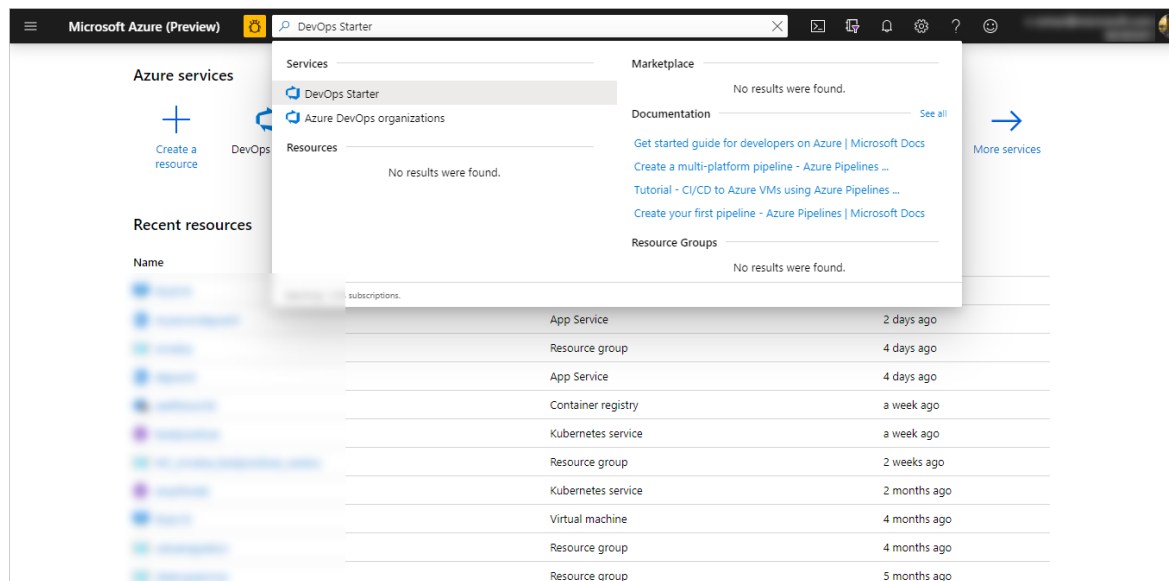 Microsoft Azure (Preview)
DevOps Starter
Azure services
Create a
resource
DevOps
More services
Services
DevOps Starter
Azure DevOps organizations
Resources
No results were found.
Marketplace
No results were found.
Documentation
See all
Get started guide for developers on Azure | Microsoft Docs
Create a multi-platform pipeline - Azure Pipelines ...
Tutorial - CI/CD to Azure VMs using Azure Pipelines ...
Create your first pipeline - Azure Pipelines | Microsoft Docs
Resource Groups
No results were found.
subscriptions.
Recent resources
Name
App Service 2 days ago
Resource group 4 days ago
App Service 4 days ago
Container registry a week ago
Kubernetes service a week ago
Resource group 2 weeks ago
Kubernetes service 2 months ago
Virtual machine 4 months ago
Resource group 4 months ago
Resource group 5 months ago